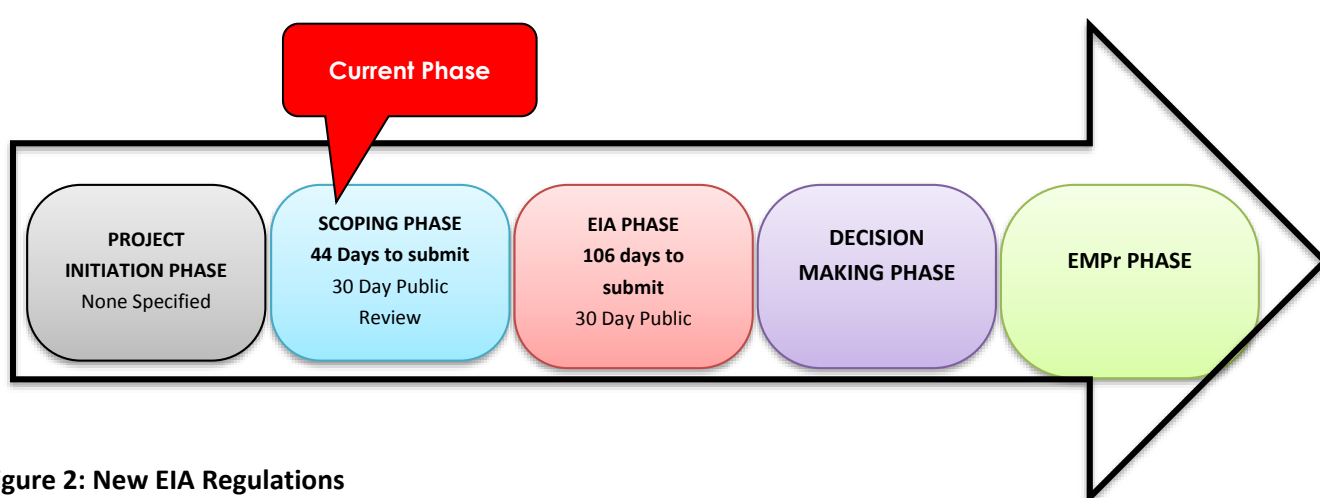 Current Phase
PROJECT
INITIATION PHASE
None Specified
SCOPING PHASE
44 Days to submit
30 Day Public
Review
EIA PHASE
106 days to
submit
30 Day Public
DECISION
MAKING PHASE
EMPr PHASE
igure 2: New EIA Regulations